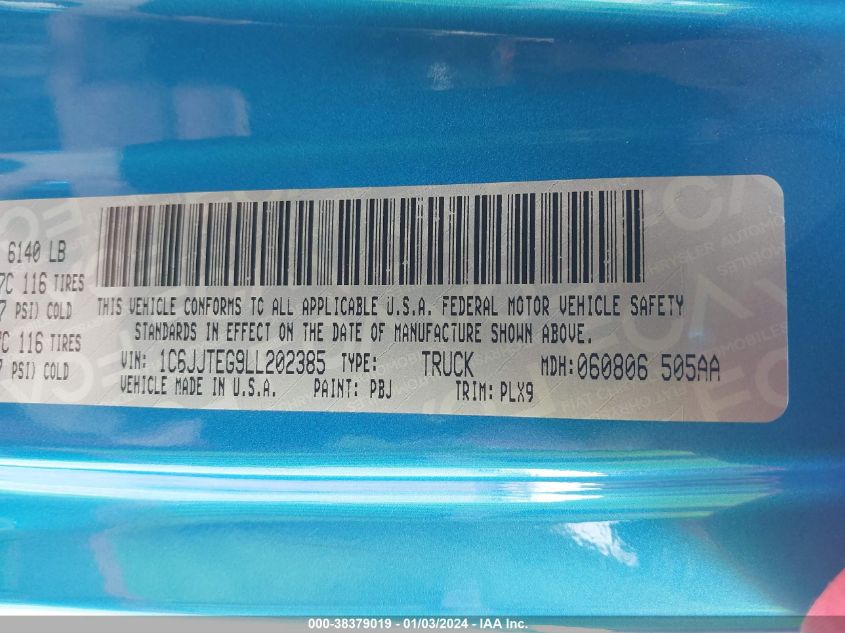 6140 LB
7C 116 TIRES
7 PSI) COLD
7C 116 TIRES
7 PSI) COLD
THIS VEHICLE CONFORMS TO ALL APPLICABLE U.S.A. FEDERAL MOTOR VEHICLE SAFETY
STANDARDS IN EFFECT ON THE DATE OF MANUFACTURE SHOWN ABOVE.
VIN: 1C6JJTEG9LL202385 TYPE: TRUCK MDH:060806 505AA
VEHICLE MADE IN U.S.A. PAINT: PBJ TRIM: PLX9
000-38379019 - 01/03/2024 - IAA Inc.